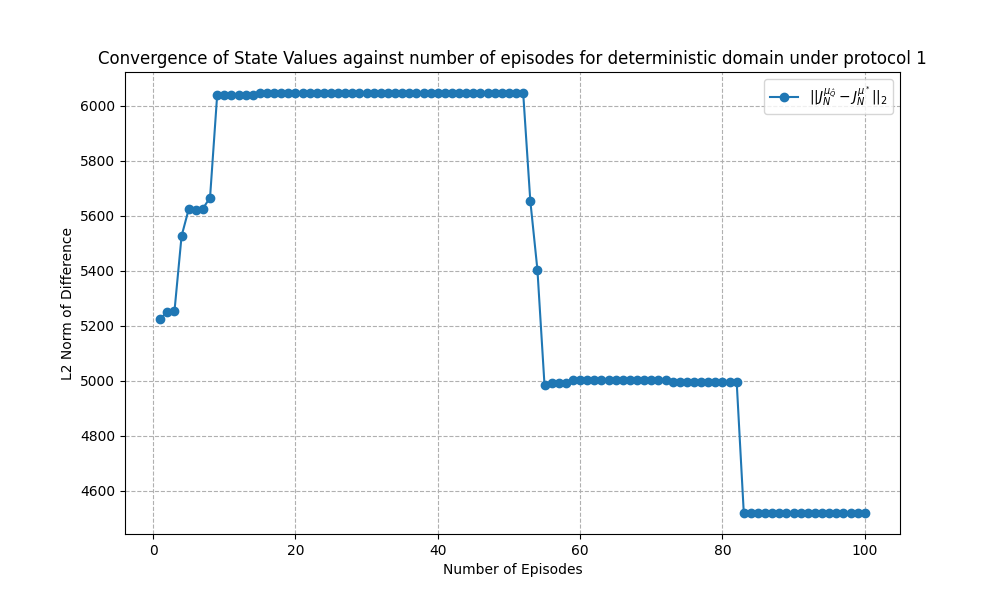 Convergence of State Values against number of episodes for deterministic domain under protocol 1
||J_N^{μ_{Q̂}} − J_N^{μ^*}||_2
6000
5800
5600
5400
5200
5000
4800
4600
L2 Norm of Difference
0 20 40 60 80 100
Number of Episodes